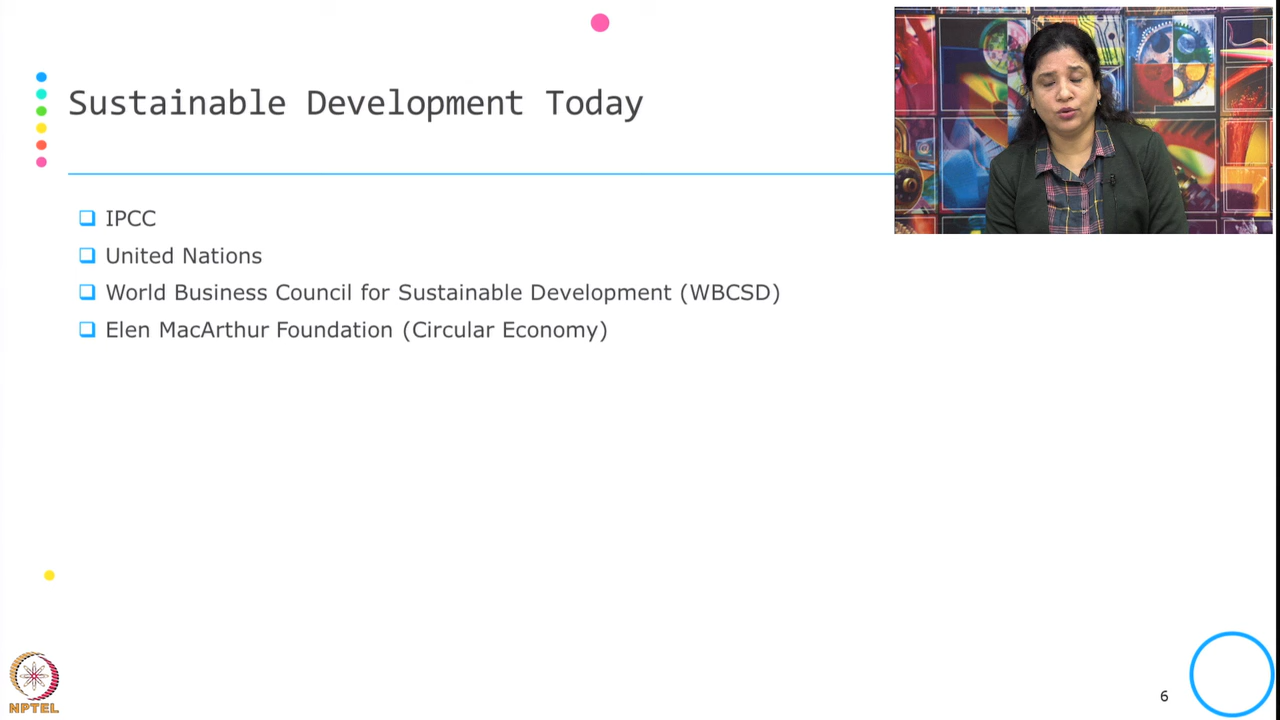 Sustainable Development Today
IPCC
United Nations
World Business Council for Sustainable Development (WBCSD)
Elen MacArthur Foundation (Circular Economy)
NPTEL
6